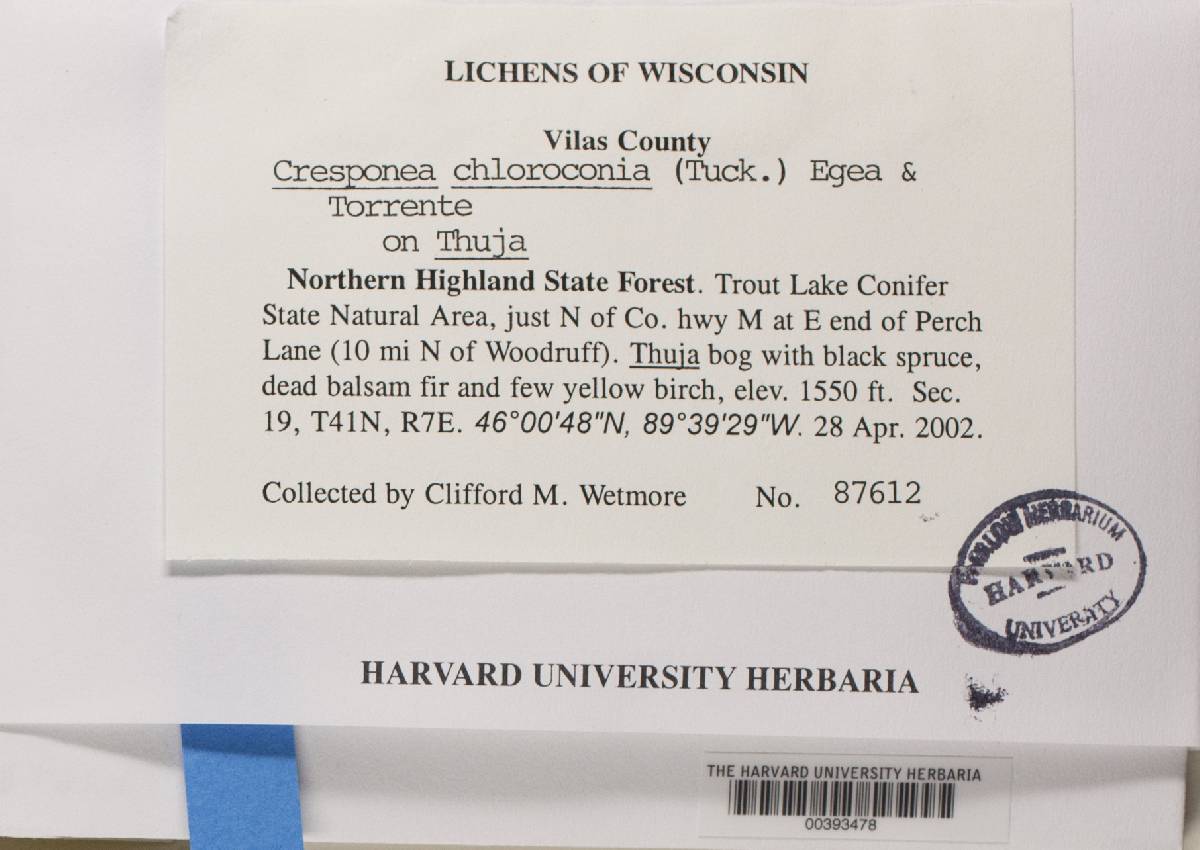 LICHENS OF WISCONSIN
Vilas County
Cresponea chloroconia (Tuck.) Egea &
Torrente
on Thuja
Northern Highland State Forest. Trout Lake Conifer
State Natural Area, just N of Co. hwy M at E end of Perch
Lane (10 mi N of Woodruff). Thuja bog with black spruce,
dead balsam fir and few yellow birch, elev. 1550 ft. Sec.
19, T41N, R7E. 46°00'48"N, 89°39'29"W. 28 Apr. 2002.
Collected by Clifford M. Wetmore No. 87612
HERBARIUM
HARVARD
UNIVERSITY
HARVARD UNIVERSITY HERBARIA
THE HARVARD UNIVERSITY HERBARIA
00393478